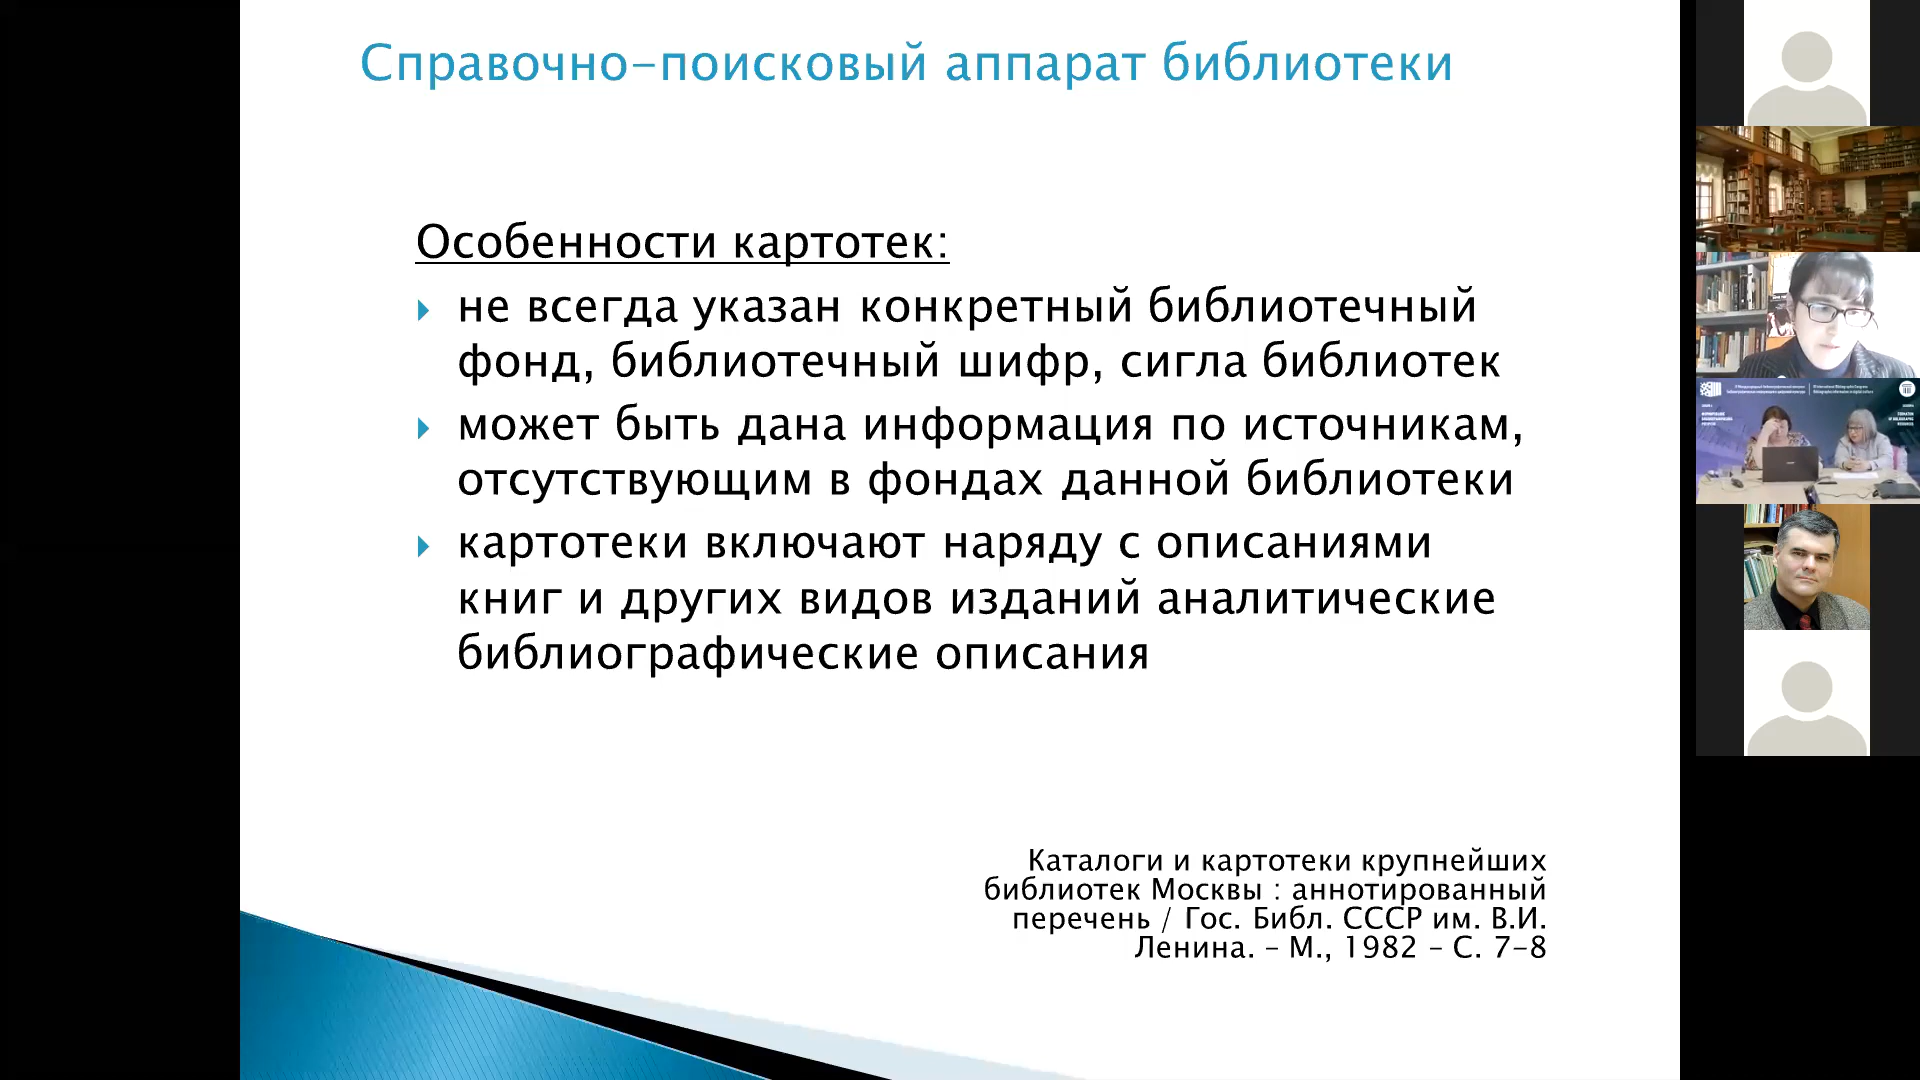 Справочно-поисковый аппарат библиотеки
Особенности картотек:
не всегда указан конкретный библиотечный
фонд, библиотечный шифр, сигла библиотек
может быть дана информация по источникам,
отсутствующим в фондах данной библиотеки
картотеки включают наряду с описаниями
книг и других видов изданий аналитические
библиографические описания
Каталоги и картотеки крупнейших
библиотек Москвы : аннотированный
перечень / Гос. Библ. СССР им. В.И.
Ленина. – М., 1982 – С. 7-8